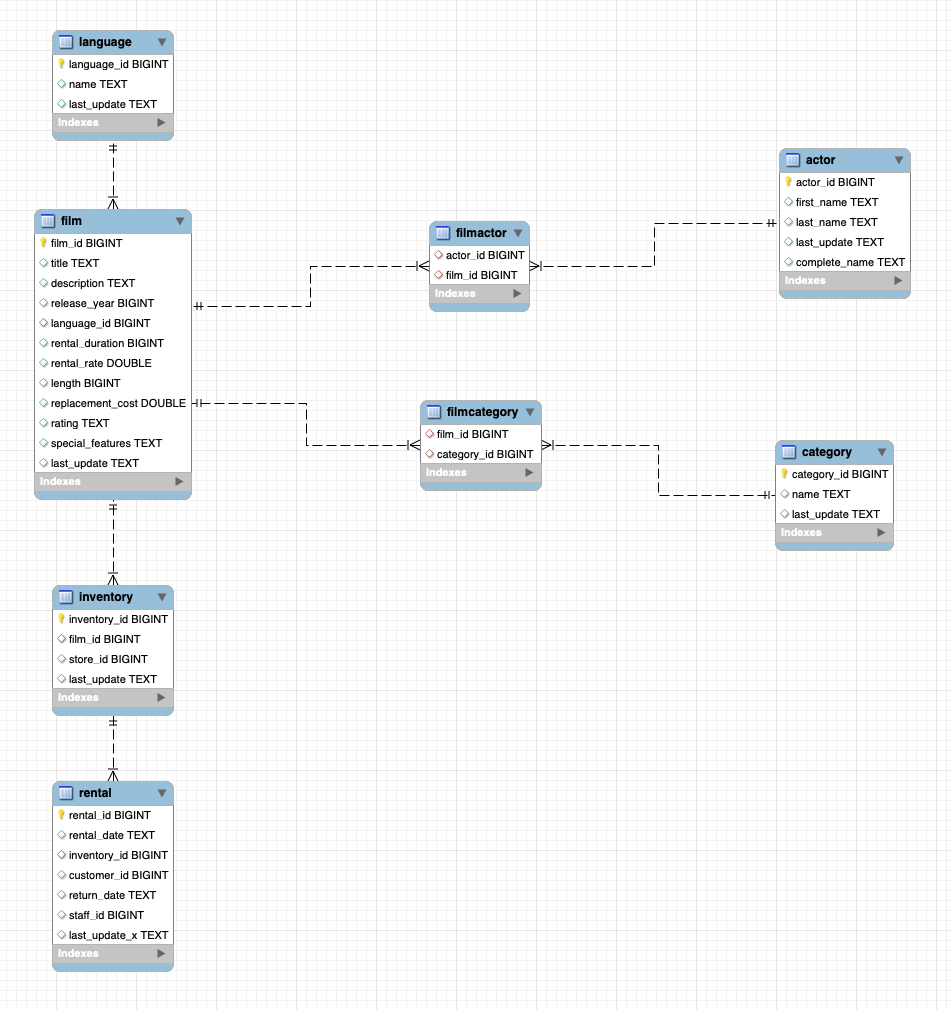 language
language_id BIGINT
name TEXT
last_update TEXT
Indexes
film
film_id BIGINT
title TEXT
description TEXT
release_year BIGINT
language_id BIGINT
rental_duration BIGINT
rental_rate DOUBLE
length BIGINT
replacement_cost DOUBLE
rating TEXT
special_features TEXT
last_update TEXT
Indexes
filmactor
actor_id BIGINT
film_id BIGINT
Indexes
actor
actor_id BIGINT
first_name TEXT
last_name TEXT
last_update TEXT
complete_name TEXT
Indexes
filmcategory
film_id BIGINT
category_id BIGINT
Indexes
category
category_id BIGINT
name TEXT
last_update TEXT
Indexes
inventory
inventory_id BIGINT
film_id BIGINT
store_id BIGINT
last_update TEXT
Indexes
rental
rental_id BIGINT
rental_date TEXT
inventory_id BIGINT
customer_id BIGINT
return_date TEXT
staff_id BIGINT
last_update_x TEXT
Indexes